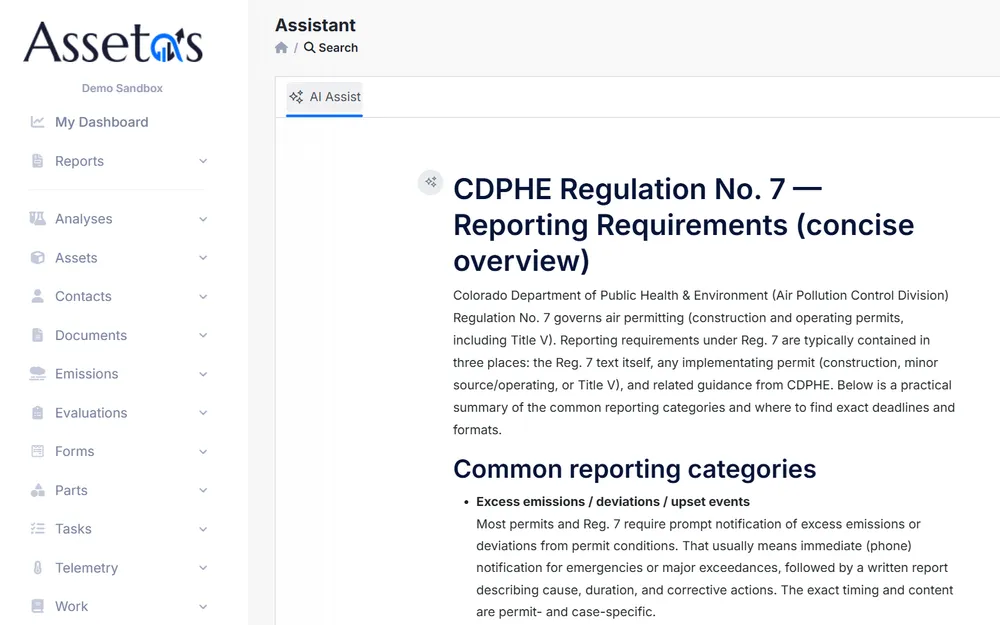 Assetas
Demo Sandbox
My Dashboard
Reports
Analyses
Assets
Contacts
Documents
Emissions
Evaluations
Forms
Parts
Tasks
Telemetry
Work
Assistant
/ Search
AI Assist
CDPHE Regulation No. 7 —
Reporting Requirements (concise
overview)
Colorado Department of Public Health & Environment (Air Pollution Control Division)
Regulation No. 7 governs air permitting (construction and operating permits,
including Title V). Reporting requirements under Reg. 7 are typically contained in
three places: the Reg. 7 text itself, any implementating permit (construction, minor
source/operating, or Title V), and related guidance from CDPHE. Below is a practical
summary of the common reporting categories and where to find exact deadlines and
formats.
Common reporting categories
• Excess emissions / deviations / upset events
Most permits and Reg. 7 require prompt notification of excess emissions or
deviations from permit conditions. That usually means immediate (phone)
notification for emergencies or major exceedances, followed by a written report
describing cause, duration, and corrective actions. The exact timing and content
are permit- and case-specific.